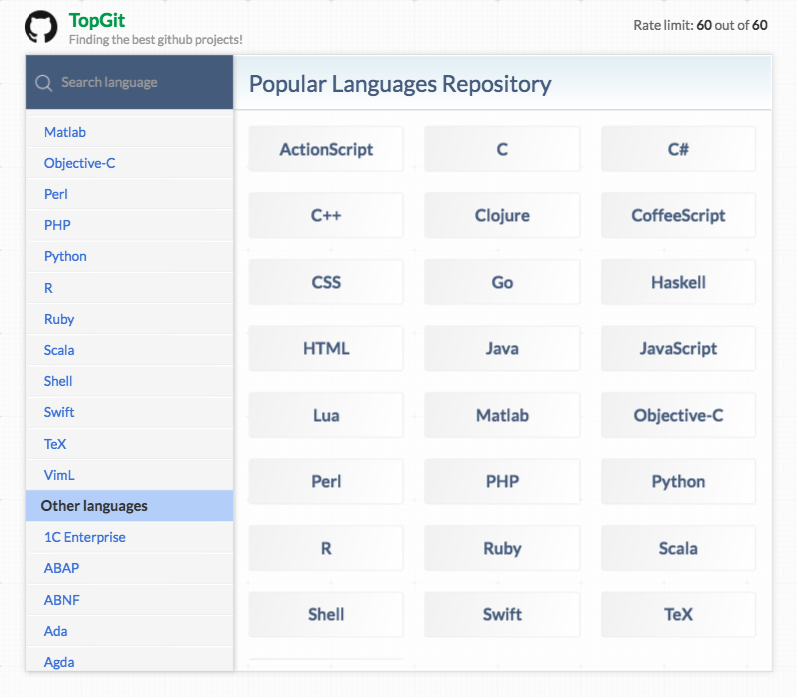 TopGit
Finding the best github projects!
Rate limit: 60 out of 60
Search language
Matlab
Objective-C
Perl
PHP
Python
R
Ruby
Scala
Shell
Swift
TeX
VimL
Other languages
1C Enterprise
ABAP
ABNF
Ada
Agda
Popular Languages Repository
ActionScript C C#
C++ Clojure CoffeeScript
CSS Go Haskell
HTML Java JavaScript
Lua Matlab Objective-C
Perl PHP Python
R Ruby Scala
Shell Swift TeX